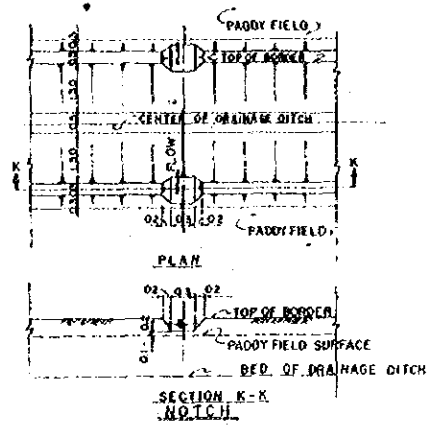 PADDY FIELD
TOP OF BORDER
CENTER OF DRAINAGE DITCH
FLOW
K K
0.2 0.3 0.2
PADDY FIELD
PLAN
0.2 0.3 0.2
TOP OF BORDER
PADDY FIELD SURFACE
BED OF DRAINAGE DITCH
SECTION K-K
NOTCH